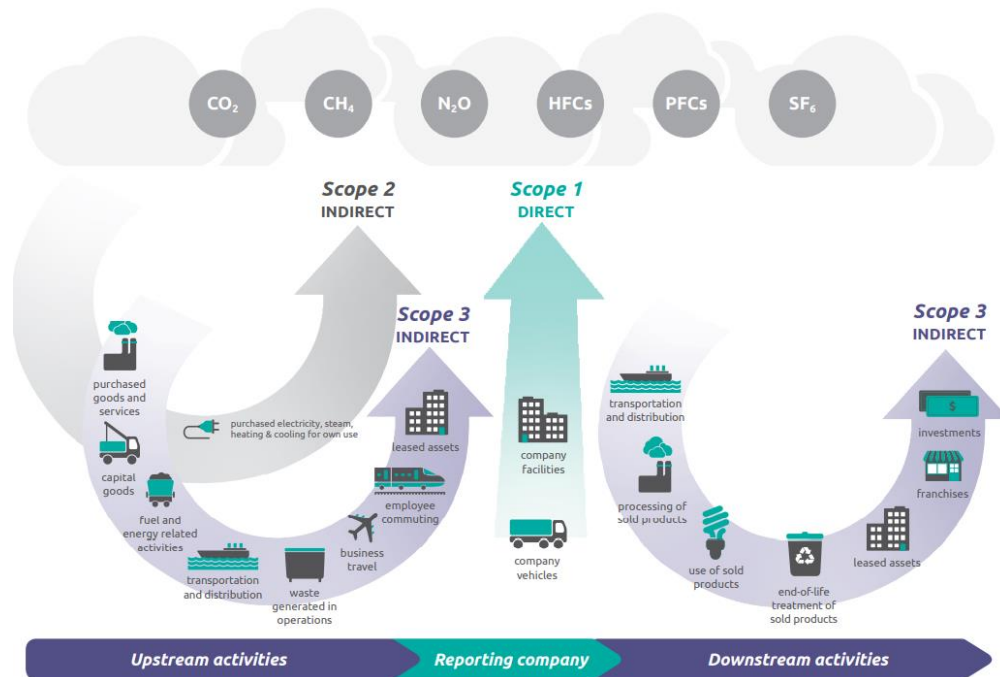 CO₂
CH₄
N₂O
HFCs
PFCs
SF₆
Scope 2
INDIRECT
Scope 1
DIRECT
Scope 3
INDIRECT
Scope 3
INDIRECT
purchased
goods and
services
capital
goods
fuel and
energy related
activities
purchased electricity, steam,
heating & cooling for own use
transportation
and distribution
waste
generated in
operations
business
travel
employee
commuting
leased assets
company
facilities
company
vehicles
transportation
and distribution
processing of
sold products
use of sold
products
end-of-life
treatment of
sold products
leased assets
franchises
$
investments
Upstream activities
Reporting company
Downstream activities